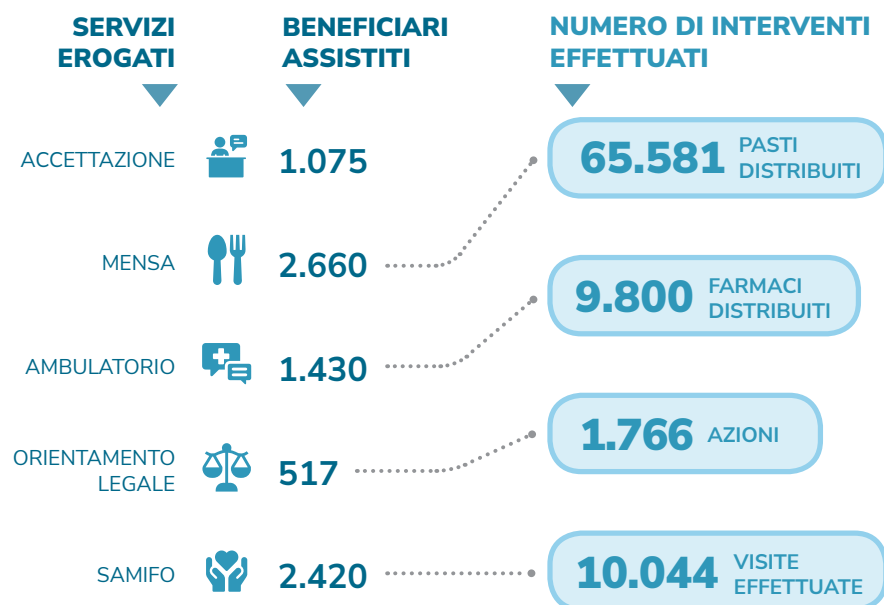 SERVIZI
EROGATI
BENEFICIARI
ASSISTITI
NUMERO DI INTERVENTI
EFFETTUATI
ACCETTAZIONE
1.075
MENSA
2.660
65.581 PASTI
DISTRIBUITI
AMBULATORIO
1.430
9.800 FARMACI
DISTRIBUITI
ORIENTAMENTO
LEGALE
517
1.766 AZIONI
SAMIFO
2.420
10.044 VISITE
EFFETTUATE